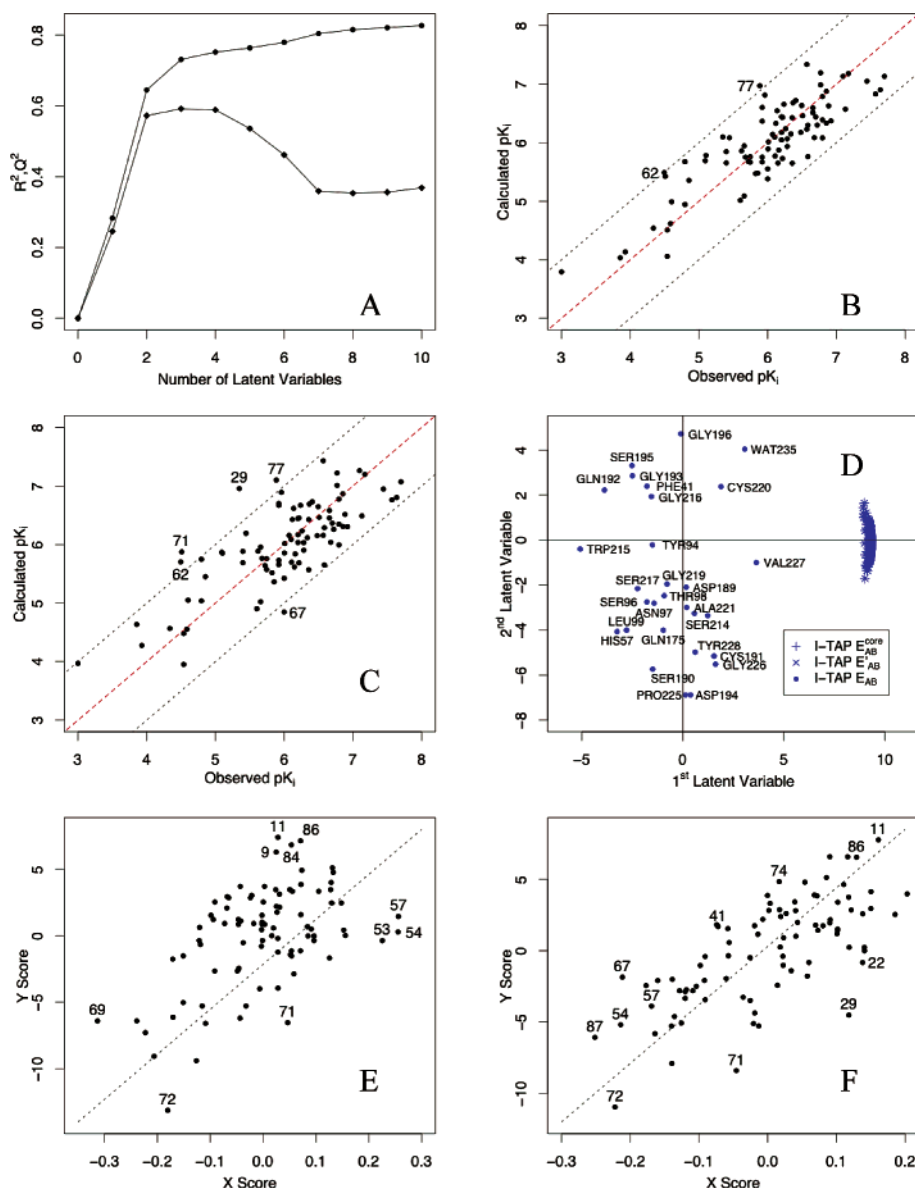 0.0 0.2 0.4 0.6 0.8
R², Q²
A
0 2 4 6 8 10
Number of Latent Variables
3 4 5 6 7 8
Calculated pKᵢ
77
62
B
3 4 5 6 7 8
Observed pKᵢ
3 4 5 6 7 8
Calculated pKᵢ
77
29
71
62
67
C
3 4 5 6 7 8
Observed pKᵢ
−8 −6 −4 −2 0 2 4
2ⁿᵈ Latent Variable
D
GLY196
WAT235
SER195
GLY193
GLN192
PHE41
CYS220
GLY216
TYR94
TRP215
VAL227
GLY219
SER217
ASP189
THR98
SER96
ASN97
ALA221
LEU99
SER214
HIS57
GLN175
TYR228
CYS191
GLY226
SER190
PRO225
ASP194
+ I−TAP E_AB^core
× I−TAP E'_AB
• I−TAP E_AB
−5 0 5 10
1ˢᵗ Latent Variable
−10 −5 0 5
Y Score
11
86
9
84
57
53
54
69
71
72
E
−0.3 −0.2 −0.1 0.0 0.1 0.2 0.3
X Score
−10 −5 0 5
Y Score
11
86
74
41
67
22
57
54
29
87
71
72
F
−0.3 −0.2 −0.1 0.0 0.1 0.2 0.3
X Score